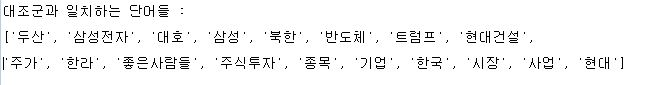 대조군과 일치하는 단어들 :
['두산', '삼성전자', '대호', '삼성', '북한', '반도체', '트럼프', '현대건설',
'주가', '한라', '좋은사람들', '주식투자', '종목', '기업', '한국', '시장', '사업', '현대']